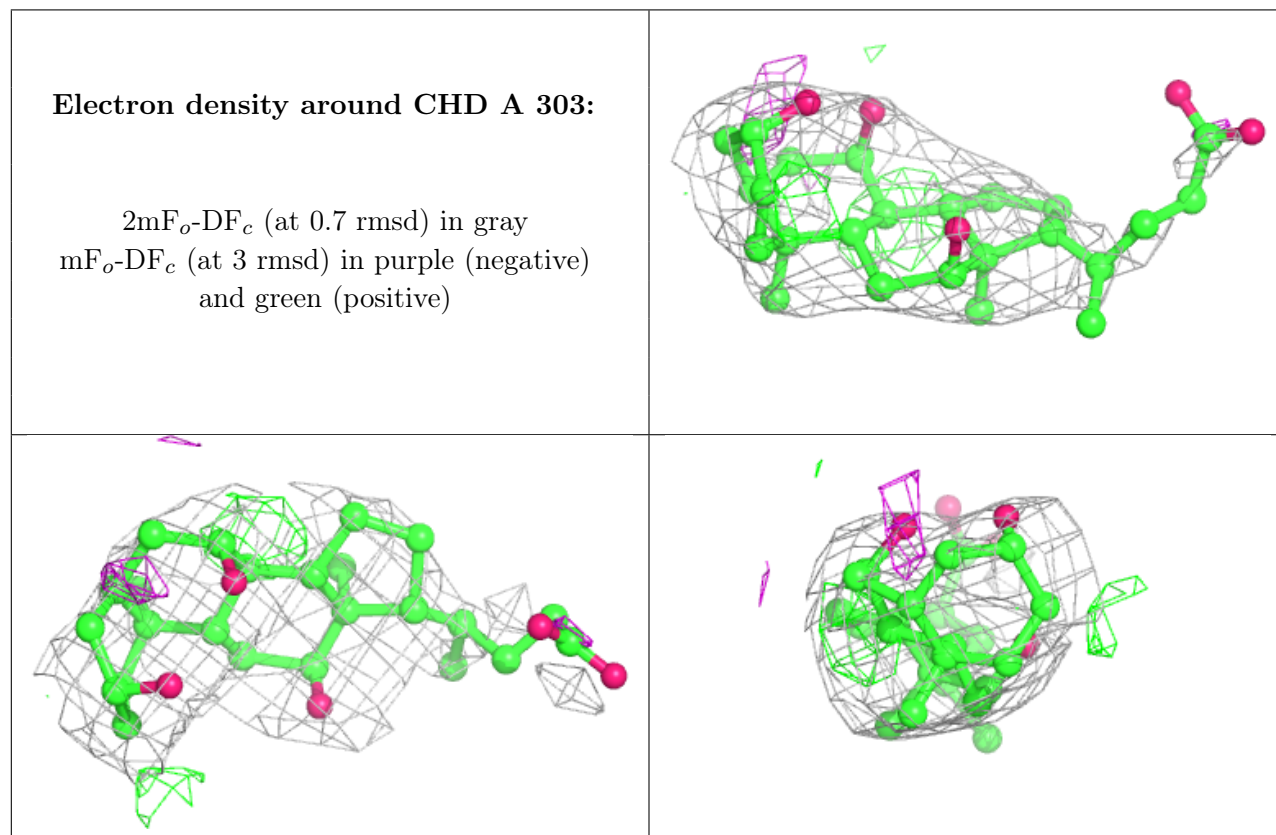 Electron density around CHD A 303:
2mFo-DFc (at 0.7 rmsd) in gray
mFo-DFc (at 3 rmsd) in purple (negative)
and green (positive)